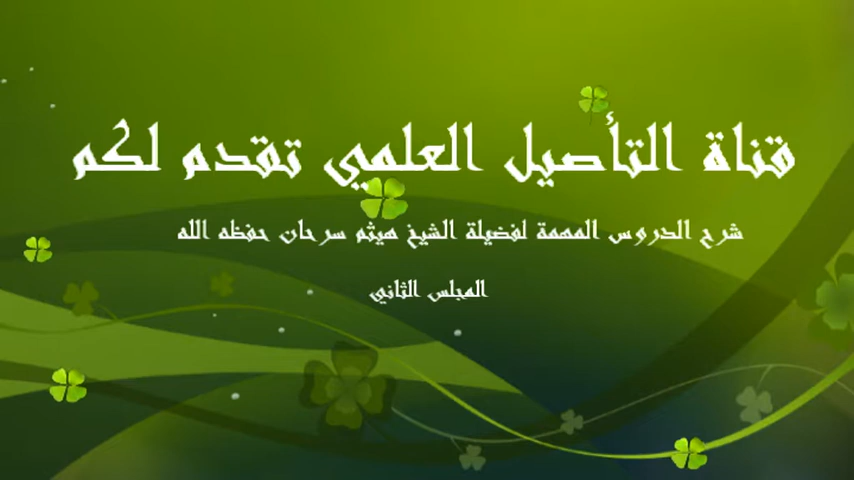 قناة التأصيل العلمي تقدم لكم
شرح الدروس المهمة لفضيلة الشيخ هيثم سرحان حفظه الله
المجلس الثاني